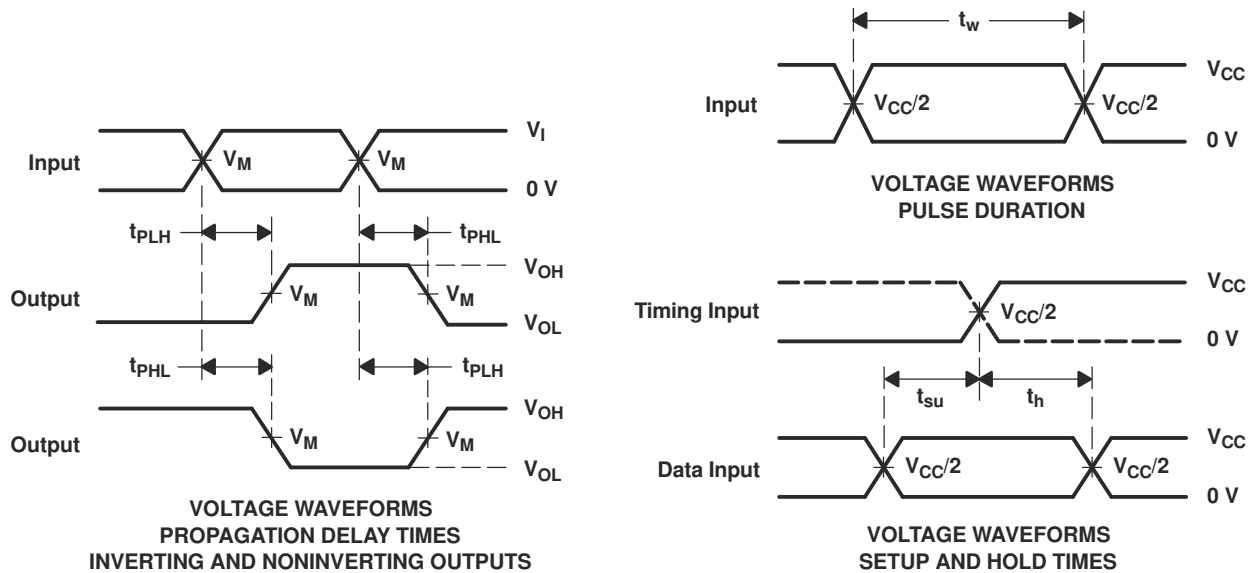 Input
V_M
V_M
V_I
0 V
t_PLH
t_PHL
Output
V_M
V_M
V_OH
V_OL
t_PHL
t_PLH
Output
V_M
V_M
V_OH
V_OL
VOLTAGE WAVEFORMS
PROPAGATION DELAY TIMES
INVERTING AND NONINVERTING OUTPUTS
t_w
Input
V_CC/2
V_CC/2
V_CC
0 V
VOLTAGE WAVEFORMS
PULSE DURATION
Timing Input
V_CC/2
V_CC
0 V
t_su
t_h
Data Input
V_CC/2
V_CC/2
V_CC
0 V
VOLTAGE WAVEFORMS
SETUP AND HOLD TIMES